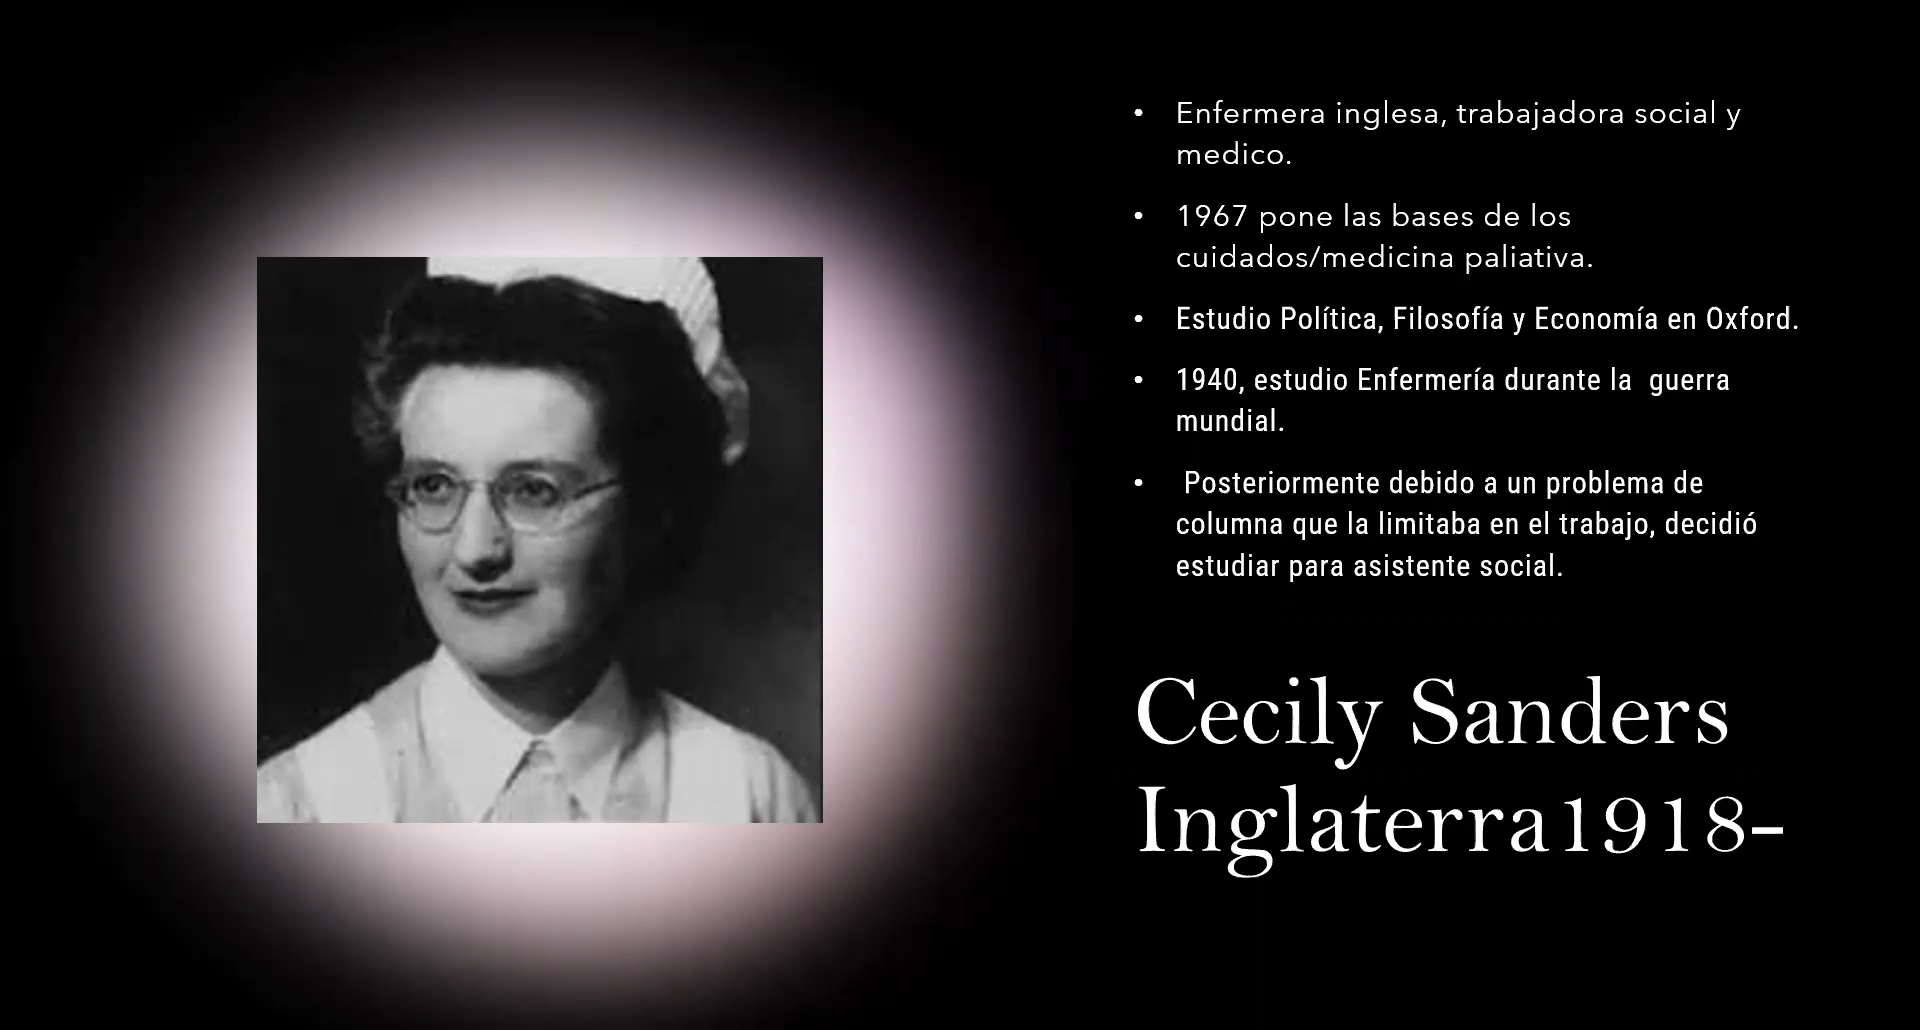 • Enfermera inglesa, trabajadora social y
medico.
• 1967 pone las bases de los
cuidados/medicina paliativa.
• Estudio Política, Filosofía y Economía en Oxford.
• 1940, estudio Enfermería durante la  guerra
mundial.
•  Posteriormente debido a un problema de
columna que la limitaba en el trabajo, decidió
estudiar para asistente social.
Cecily Sanders
Inglaterra1918-